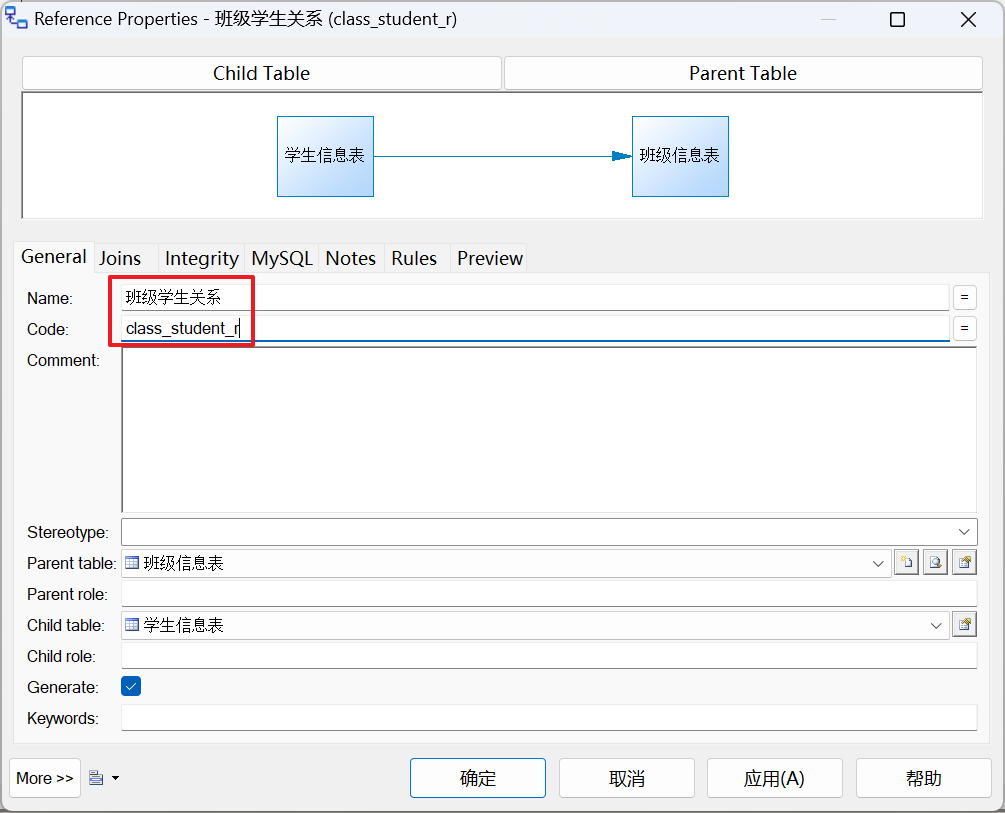 Reference Properties - 班级学生关系 (class_student_r)
Child Table
Parent Table
学生信息表
班级信息表
General Joins Integrity MySQL Notes Rules Preview
Name: 班级学生关系 =
Code: class_student_r =
Comment:
Stereotype:
Parent table: 班级信息表
Parent role:
Child table: 学生信息表
Child role:
Generate:
Keywords:
More >> 确定 取消 应用(A) 帮助